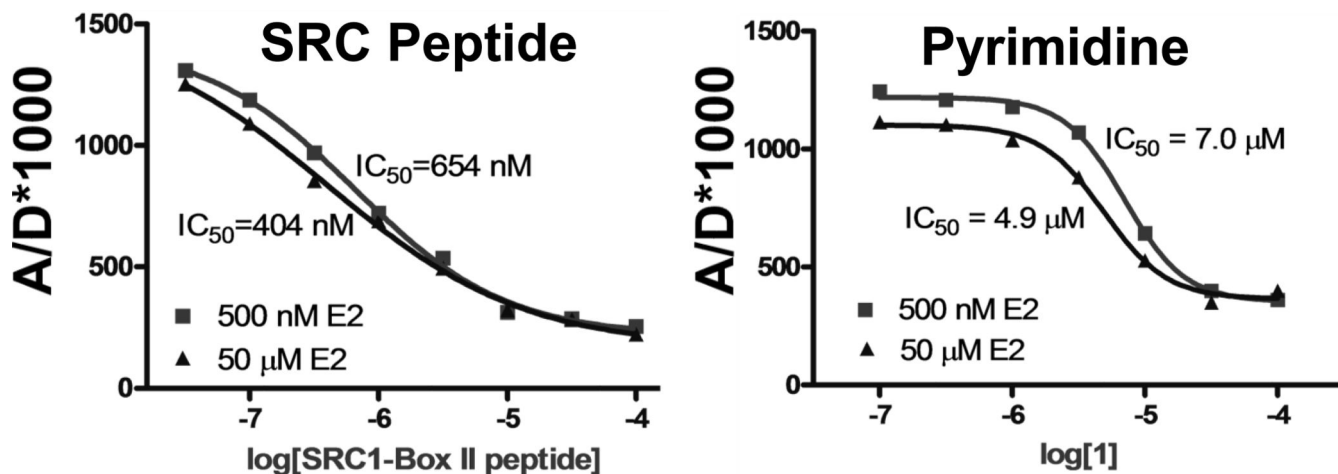 SRC Peptide
A/D*1000
1500
1000
500
0
IC50=654 nM
IC50=404 nM
500 nM E2
50 μM E2
-7
-6
-5
-4
log[SRC1-Box II peptide]
Pyrimidine
A/D*1000
1500
1000
500
0
IC50 = 7.0 μM
IC50 = 4.9 μM
500 nM E2
50 μM E2
-7
-6
-5
-4
log[1]